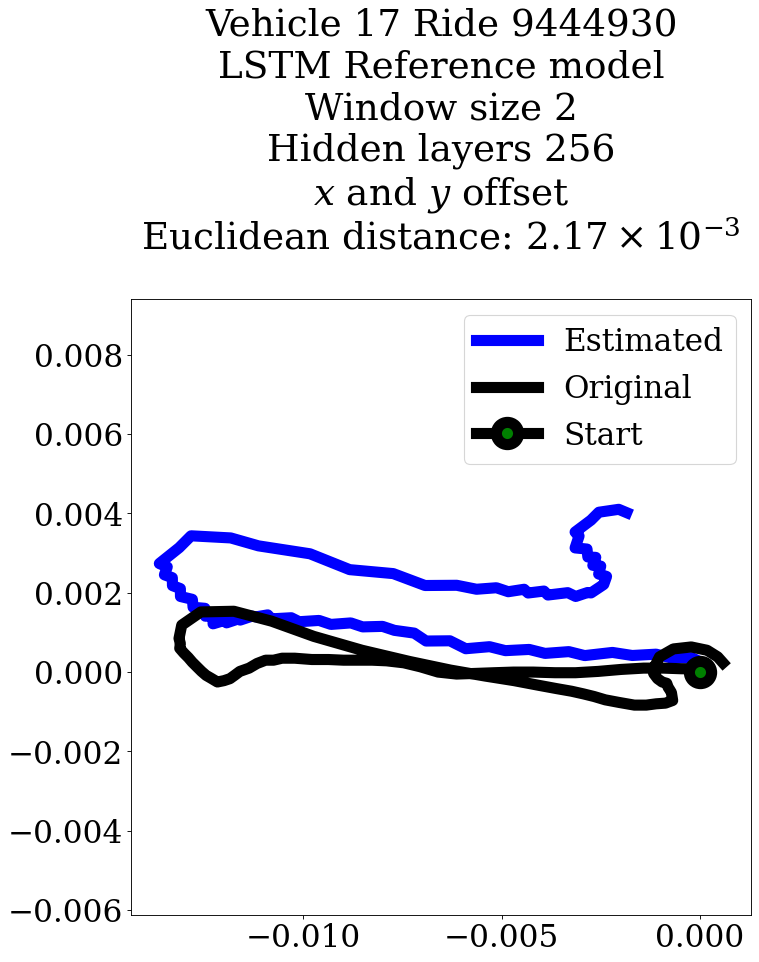 Vehicle 17 Ride 9444930
LSTM Reference model
Window size 2
Hidden layers 256
x and y offset
Euclidean distance: 2.17 × 10⁻³
Estimated
Original
Start
0.008
0.006
0.004
0.002
0.000
−0.002
−0.004
−0.006
−0.010
−0.005
0.000